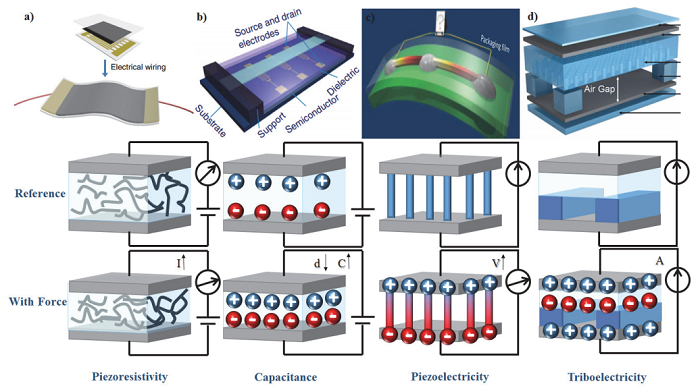 a)
Electrical wiring
b)
Source and drain
electrodes
Substrate
Support
Semiconductor
Dielectric
c)
?
Packaging film
d)
Air Gap
Reference
+ + + +
- - - -
With Force
I↑
d↓ C↑
+ + + + + +
- - - - - -
V↑
+ + + + + +
- - - - - -
A
+ + + + + +
- - - - - -
+ + + + + +
Piezoresistivity
Capacitance
Piezoelectricity
Triboelectricity